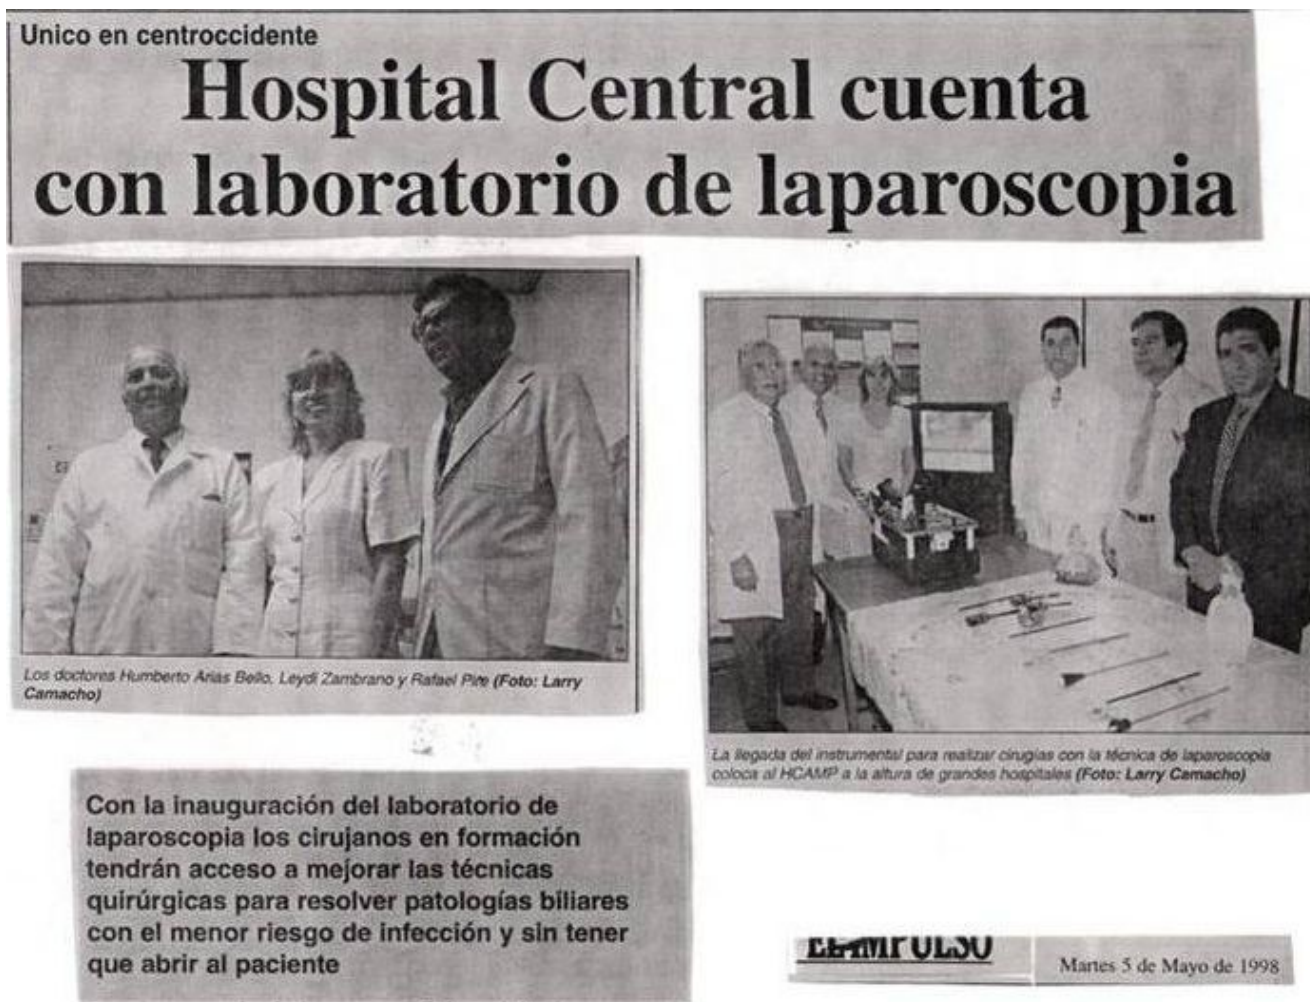 Unico en centroccidente
Hospital Central cuenta
con laboratorio de laparoscopia
Los doctores Humberto Arias Bello, Leydi Zambrano y Rafael Pire (Foto: Larry
Camacho)
La llegada del instrumental para realizar cirugías con la técnica de laparoscopia
coloca al HCAMP a la altura de grandes hospitales (Foto: Larry Camacho)
Con la inauguración del laboratorio de
laparoscopia los cirujanos en formación
tendrán acceso a mejorar las técnicas
quirúrgicas para resolver patologías biliares
con el menor riesgo de infección y sin tener
que abrir al paciente
EL IMPULSO
Martes 5 de Mayo de 1998